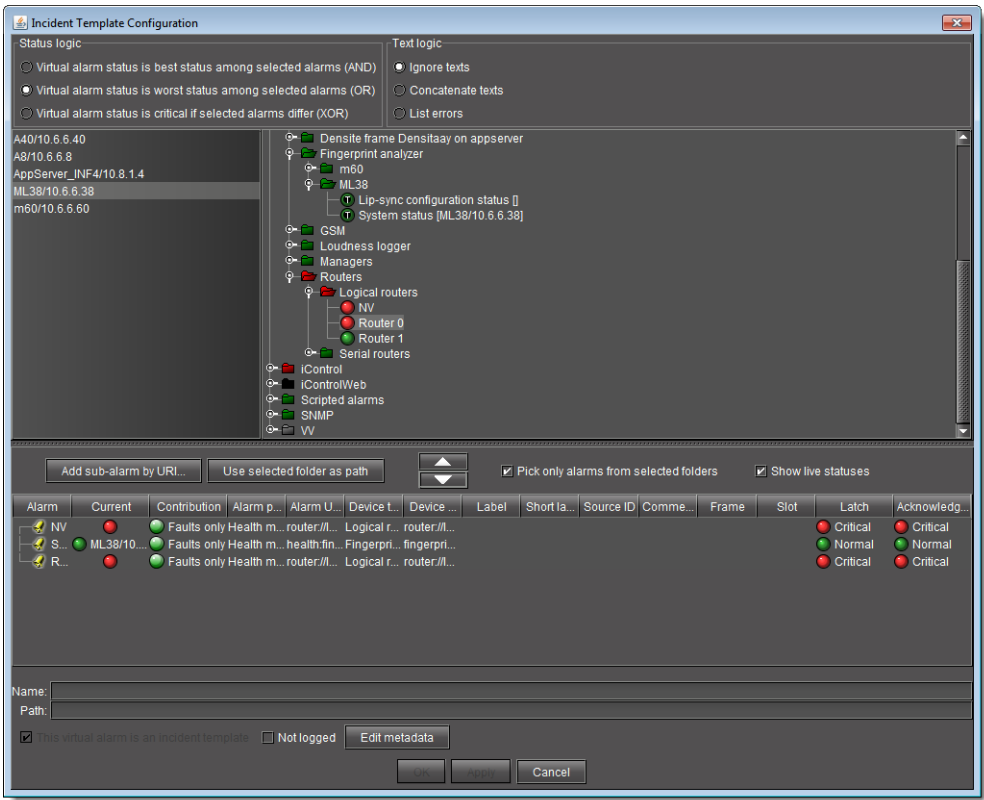 Incident Template Configuration
Status logic
Text logic
Virtual alarm status is best status among selected alarms (AND)
Ignore texts
Virtual alarm status is worst status among selected alarms (OR)
Concatenate texts
Virtual alarm status is critical if selected alarms differ (XOR)
List errors
A40/10.6.6.40
A8/10.6.6.8
AppServer_INF4/10.8.1.4
ML38/10.6.6.38
m60/10.6.6.60
Densite frame Densitaay on appserver
Fingerprint analyzer
m60
ML38
T Lip-sync configuration status []
T System status [ML38/10.6.6.38]
GSM
Loudness logger
Managers
Routers
Logical routers
NV
Router 0
Router 1
Serial routers
iControl
iControlWeb
Scripted alarms
SNMP
VV
Add sub-alarm by URI... Use selected folder as path Pick only alarms from selected folders Show live statuses
Alarm Current Contribution Alarm p... Alarm U... Device t... Device ... Label Short la... Source ID Comme... Frame Slot Latch Acknowledg...
NV Faults only Health m... router://l... Logical r... router://l... Critical Critical
S... ML38/10.... Faults only Health m... health:fin... Fingerpri... fingerpri... Normal Normal
R... Faults only Health m... router://l... Logical r... router://l... Critical Critical
Name:
Path:
This virtual alarm is an incident template Not logged Edit metadata
OK Apply Cancel